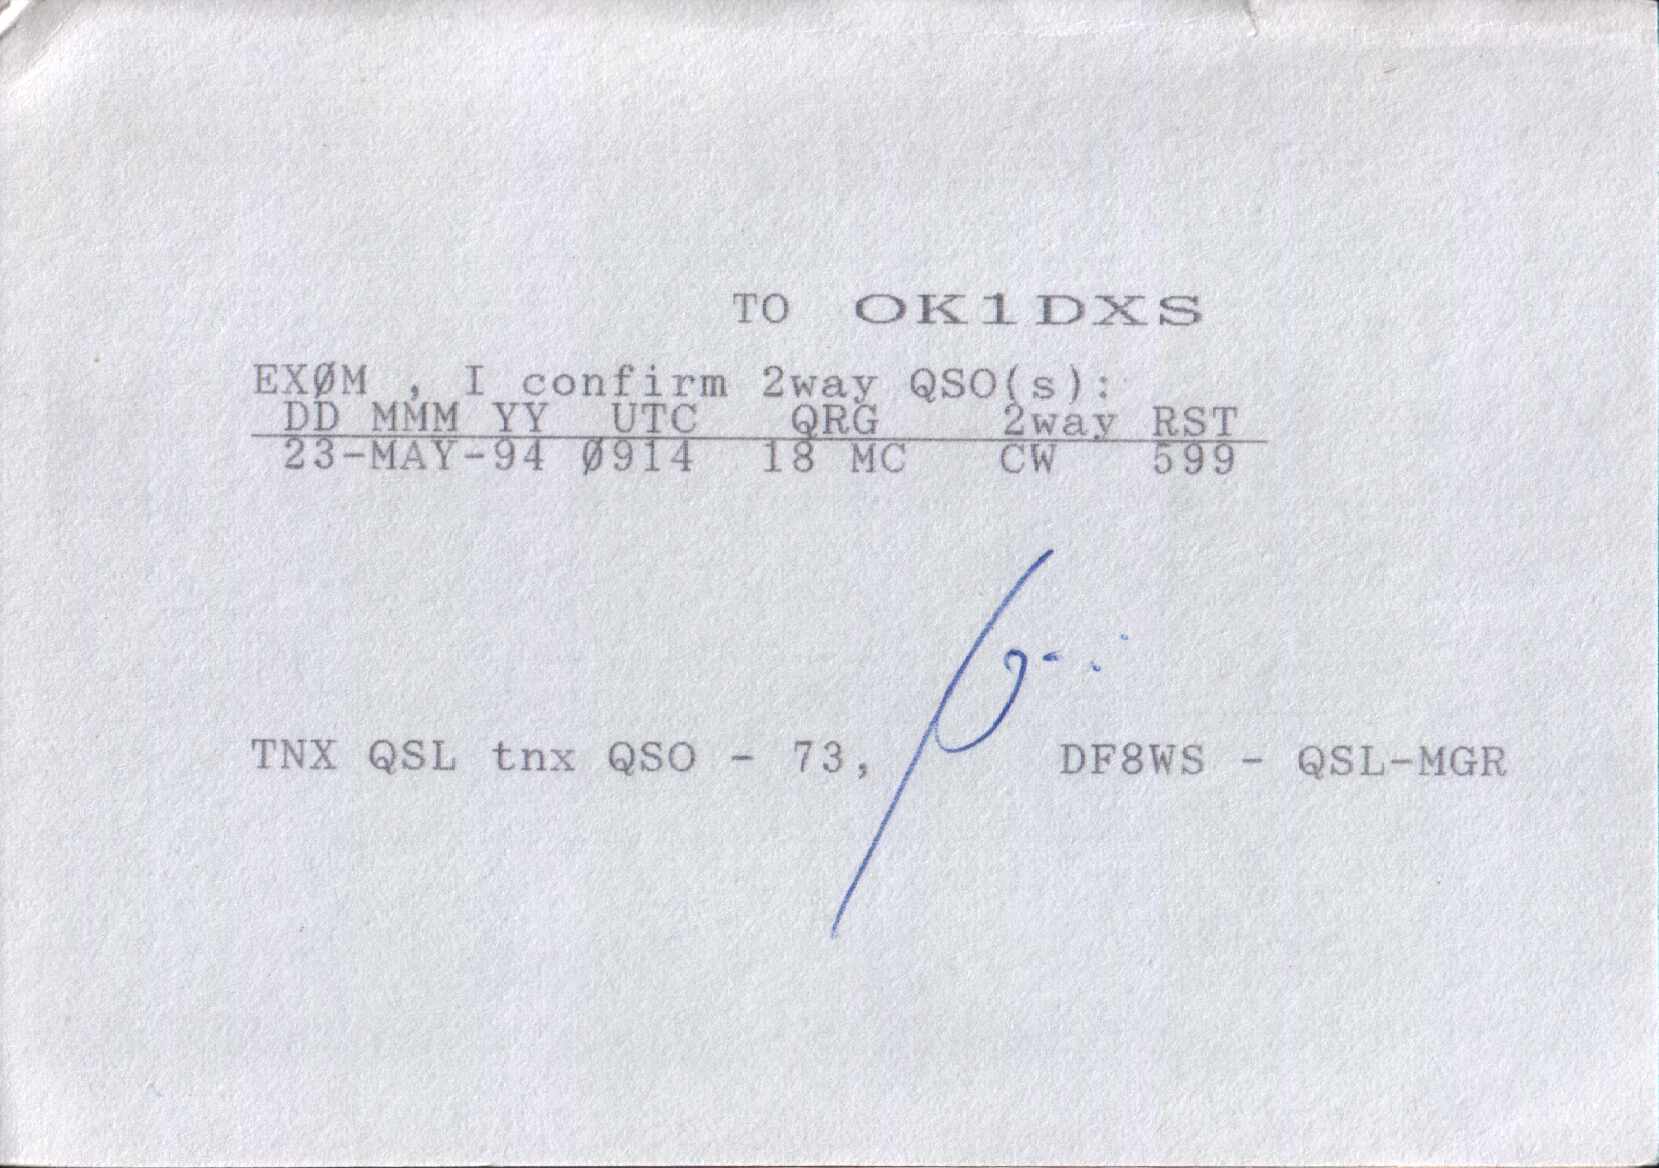 TO OK1DXS
EXØM , I confirm 2way QSO(s):
DD MMM YY UTC QRG 2way RST
23-MAY-94 Ø914 18 MC CW 599
TNX QSL tnx QSO - 73, DF8WS - QSL-MGR